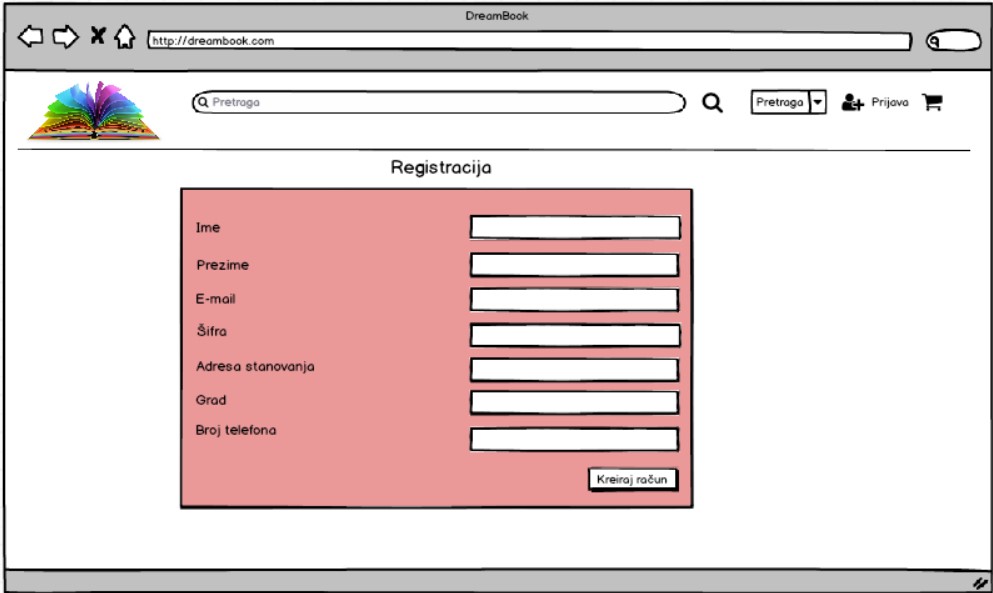 DreamBook
http://dreambook.com
Pretraga
Pretraga
Prijava
Registracija
Ime
Prezime
E-mail
Šifra
Adresa stanovanja
Grad
Broj telefona
Kreiraj račun